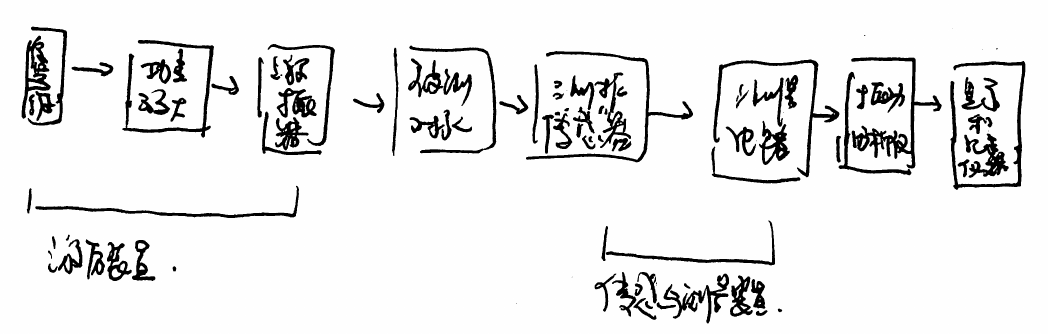 信号源
功率
放大
激振
器
被测
对象
测振
传感器
测量
电路
振动
分析仪
显示
和
记录
仪器
激励装置.
传感与测量装置.